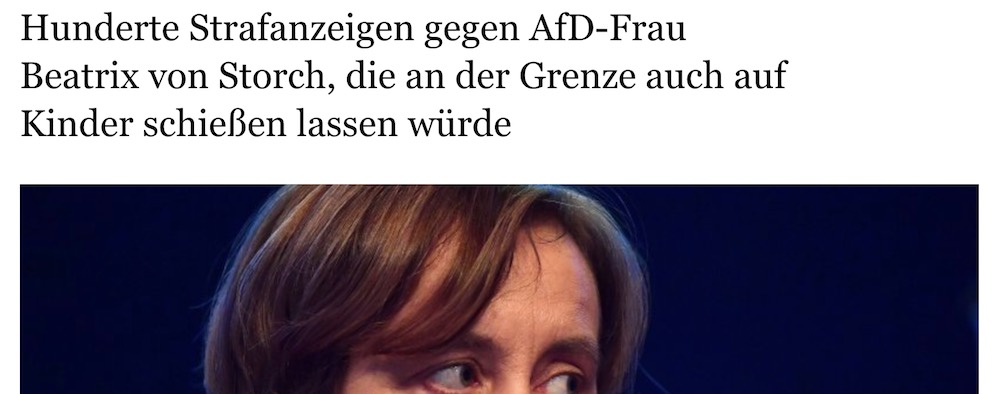 Hunderte Strafanzeigen gegen AfD-Frau
Beatrix von Storch, die an der Grenze auch auf
Kinder schießen lassen würde